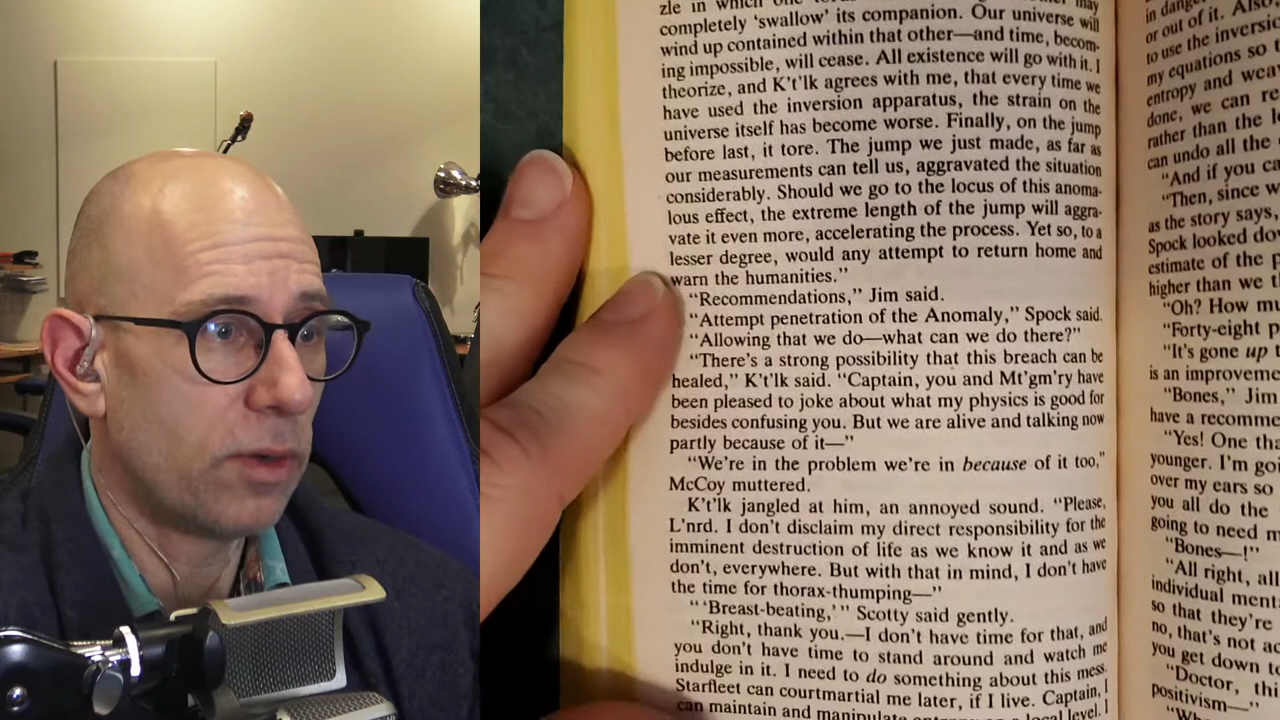 zle in which one may
completely ‘swallow’ its companion. Our universe will
wind up contained within that other—and time, becom-
ing impossible, will cease. All existence will go with it. I
theorize, and K't'lk agrees with me, that every time we
have used the inversion apparatus, the strain on the
universe itself has become worse. Finally, on the jump
before last, it tore. The jump we just made, as far as
our measurements can tell us, aggravated the situation
considerably. Should we go to the locus of this anoma-
lous effect, the extreme length of the jump will aggra-
vate it even more, accelerating the process. Yet so, to a
lesser degree, would any attempt to return home and
warn the humanities.”
“Recommendations,” Jim said.
“Attempt penetration of the Anomaly,” Spock said.
“Allowing that we do—what can we do there?”
“There's a strong possibility that this breach can be
healed,” K't'lk said. “Captain, you and Mt'gm'ry have
been pleased to joke about what my physics is good for
besides confusing you. But we are alive and talking now
partly because of it—”
“We're in the problem we're in because of it too,”
McCoy muttered.
K't'lk jangled at him, an annoyed sound. “Please,
L'nrd. I don't disclaim my direct responsibility for the
imminent destruction of life as we know it and as we
don't, everywhere. But with that in mind, I don't have
the time for thorax-thumping—”
“ ‘Breast-beating,’ ” Scotty said gently.
“Right, thank you.—I don't have time for that, and
you don't have time to stand around and watch me
indulge in it. I need to do something about this mess.
Starfleet can courtmartial me later, if I live. Captain, I
can maintain and manipulate on a local level. I
in danger
or out of it. Also,
to use the inversi
my equations so t
entropy and wea
done, we can re
rather than the l
can undo all the
“And if you ca
“Then, since w
as the story says,
Spock looked dov
estimate of the p
higher than we t
“Oh? How mu
“Forty-eight p
“It's gone up t
is an improveme
“Bones,” Jim
have a recomme
“Yes! One tha
younger. I'm goi
over my ears so
you all do the
going to need m
“Bones—!”
“All right, all
individual ment
so that they're
no, that's not ac
you get down to
“Doctor, thi
positivism—”